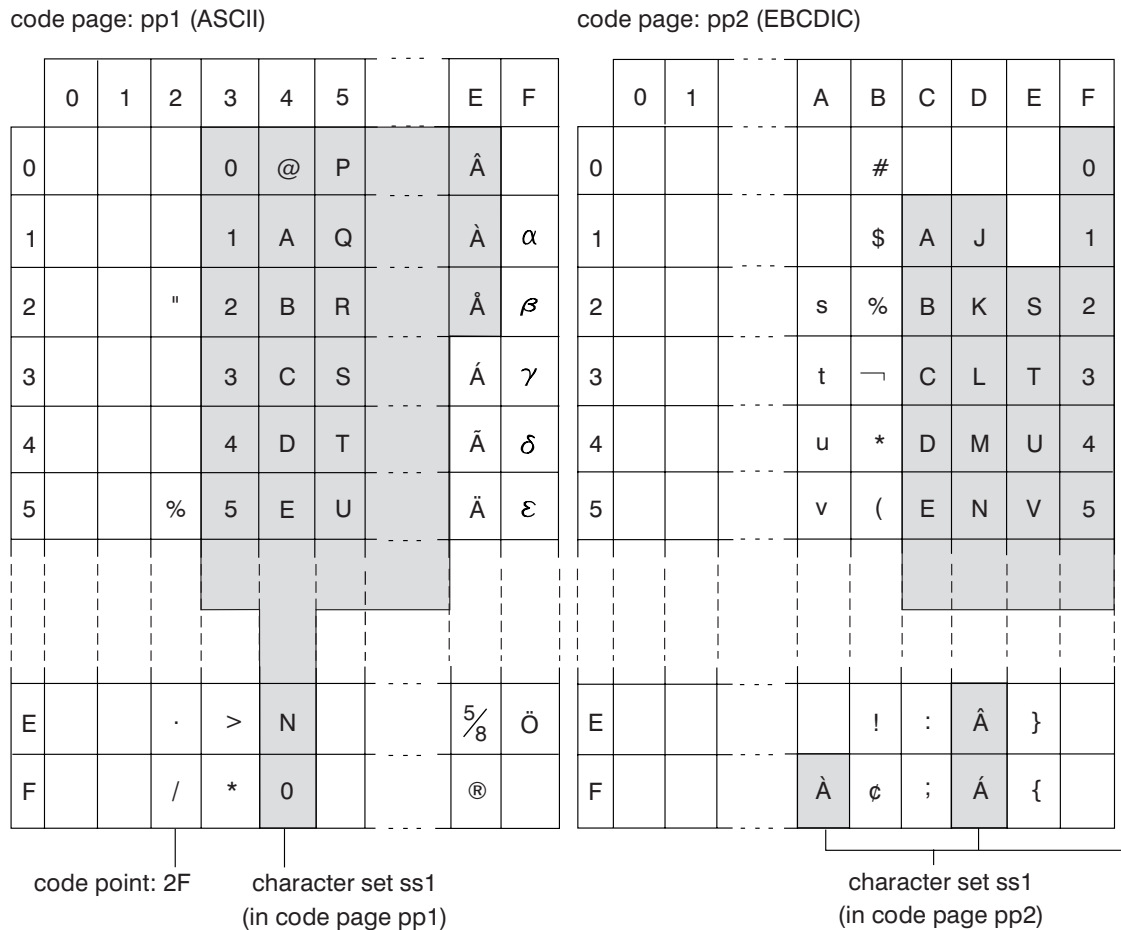 code page: pp1 (ASCII)
0 1 2 3 4 5 E F
0 0 @ P Â
1 1 A Q À α
2 " 2 B R Å β
3 3 C S Á γ
4 4 D T Ã δ
5 % 5 E U Ä ε
E · > N 5/8 Ö
F / * 0 ®
code point: 2F
character set ss1
(in code page pp1)
code page: pp2 (EBCDIC)
0 1 A B C D E F
0 # 0
1 $ A J 1
2 s % B K S 2
3 t ¬ C L T 3
4 u * D M U 4
5 v ( E N V 5
E ! : Â }
F À ¢ ; Á {
character set ss1
(in code page pp2)